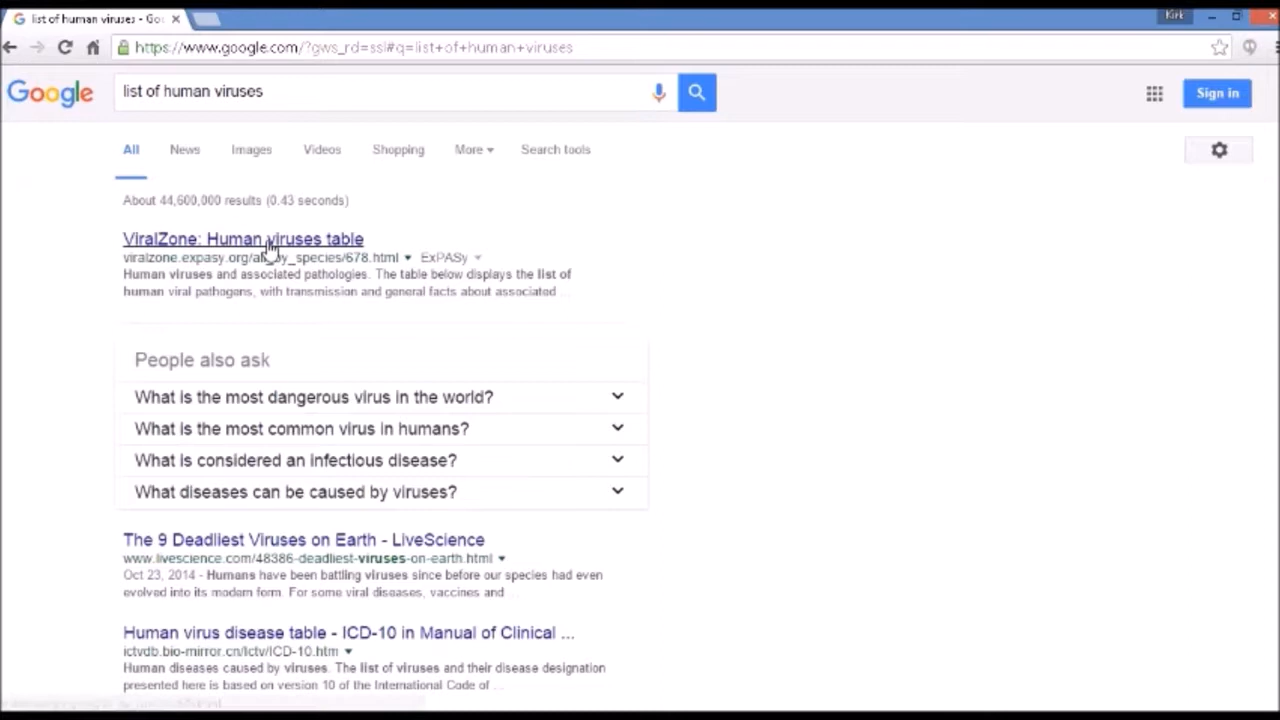 list of human viruses - Goo
Kirk
https://www.google.com/?gws_rd=ssl#q=list+of+human+viruses
Google
list of human viruses
Sign in
All News Images Videos Shopping More Search tools
About 44,600,000 results (0.43 seconds)
ViralZone: Human viruses table
viralzone.expasy.org/all_by_species/678.html ExPASy
Human viruses and associated pathologies. The table below displays the list of
human viral pathogens, with transmission and general facts about associated ...
People also ask
What is the most dangerous virus in the world?
What is the most common virus in humans?
What is considered an infectious disease?
What diseases can be caused by viruses?
The 9 Deadliest Viruses on Earth - LiveScience
www.livescience.com/48386-deadliest-viruses-on-earth.html
Oct 23, 2014 - Humans have been battling viruses since before our species had even
evolved into its modern form. For some viral diseases, vaccines and ...
Human virus disease table - ICD-10 in Manual of Clinical ...
ictvdb.bio-mirror.cn/Ictv/ICD-10.htm
Human diseases caused by viruses. The list of viruses and their disease designation
presented here is based on version 10 of the International Code of ...